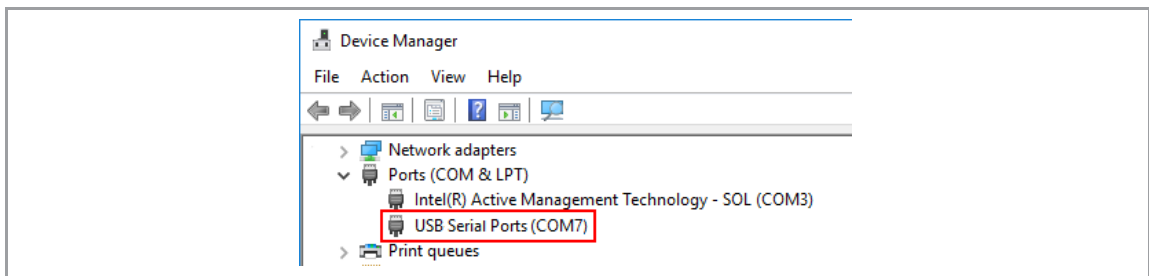 Device Manager
File Action View Help
Network adapters
Ports (COM & LPT)
Intel(R) Active Management Technology - SOL (COM3)
USB Serial Ports (COM7)
Print queues